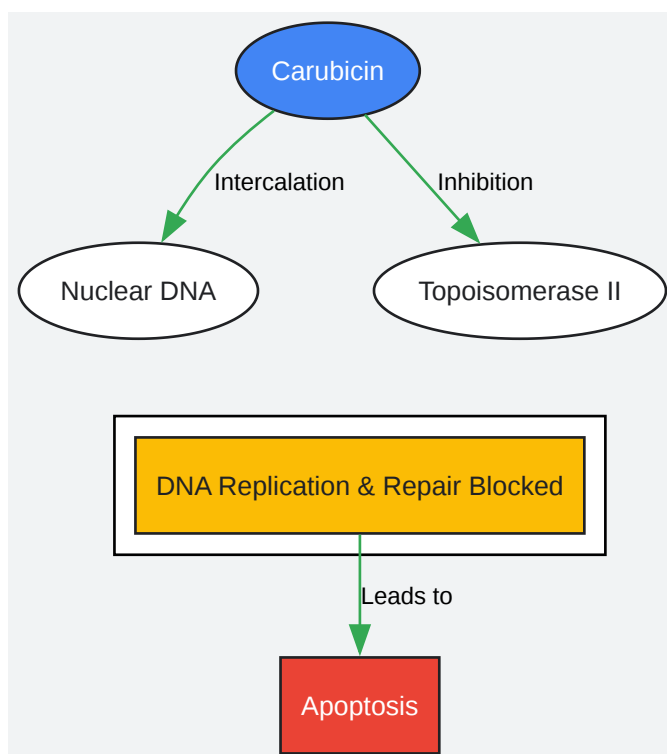 Carubicin
Intercalation
Inhibition
Nuclear DNA
Topoisomerase II
DNA Replication & Repair Blocked
Leads to
Apoptosis